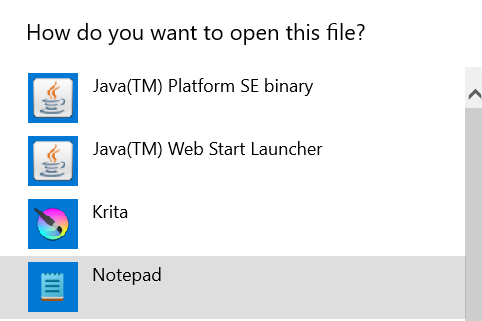 How do you want to open this file?
Java(TM) Platform SE binary
Java(TM) Web Start Launcher
Krita
Notepad